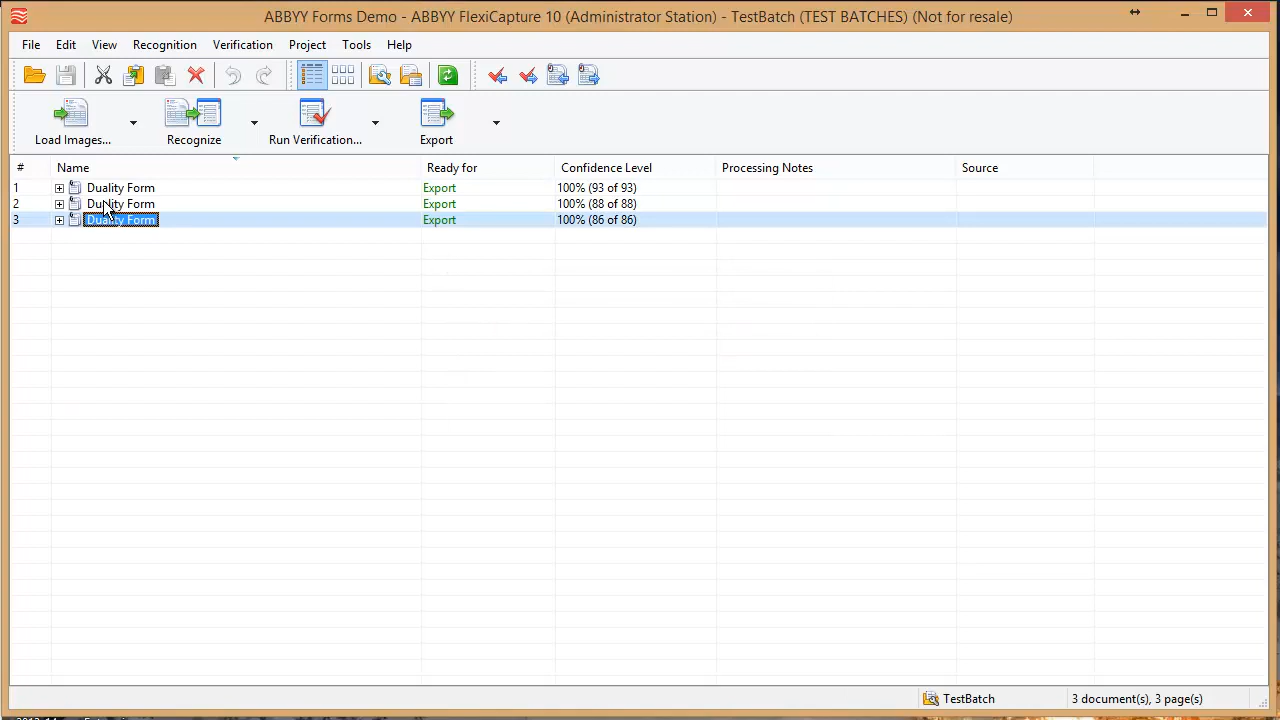 ABBYY Forms Demo - ABBYY FlexiCapture 10 (Administrator Station) - TestBatch (TEST BATCHES) (Not for resale)
File Edit View Recognition Verification Project Tools Help
Load Images... Recognize Run Verification... Export
# Name Ready for Confidence Level Processing Notes Source
1 Duality Form Export 100% (93 of 93)
2 Duality Form Export 100% (88 of 88)
3 Duality Form Export 100% (86 of 86)
TestBatch 3 document(s), 3 page(s)